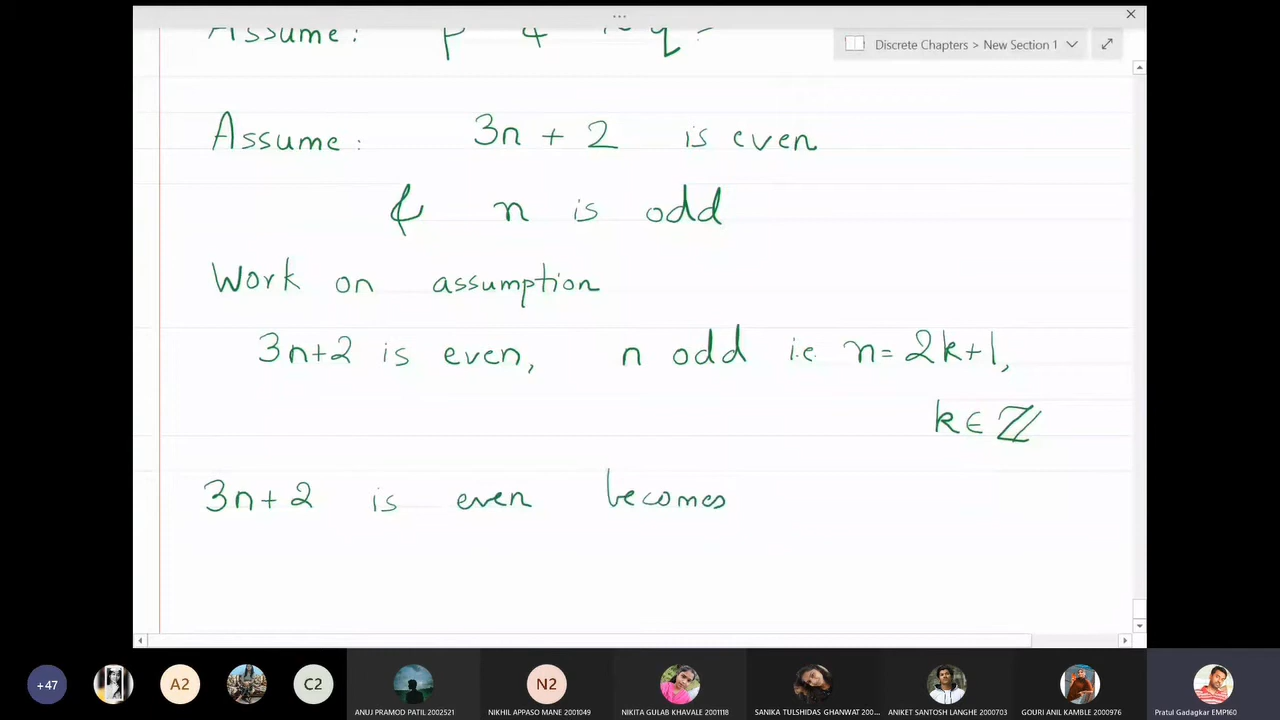 Discrete Chapters > New Section 1
Assume: 3n + 2 is even
& n is odd
Work on assumption
3n+2 is even, n odd i.e. n = 2k+1,
k ∈ ℤ
3n+2 is even becomes
+47
A2
C2
N2
ANUJ PRAMOD PATIL 2002521
NIKHIL APPASO MANE 2001049
NIKITA GULAB KHAVALE 2001118
SANIKA TULSHIDAS GHANWAT 200...
ANIKET SANTOSH LANGHE 2000703
GOURI ANIL KAMBLE 2000976
Pratul Gadagkar EMP160